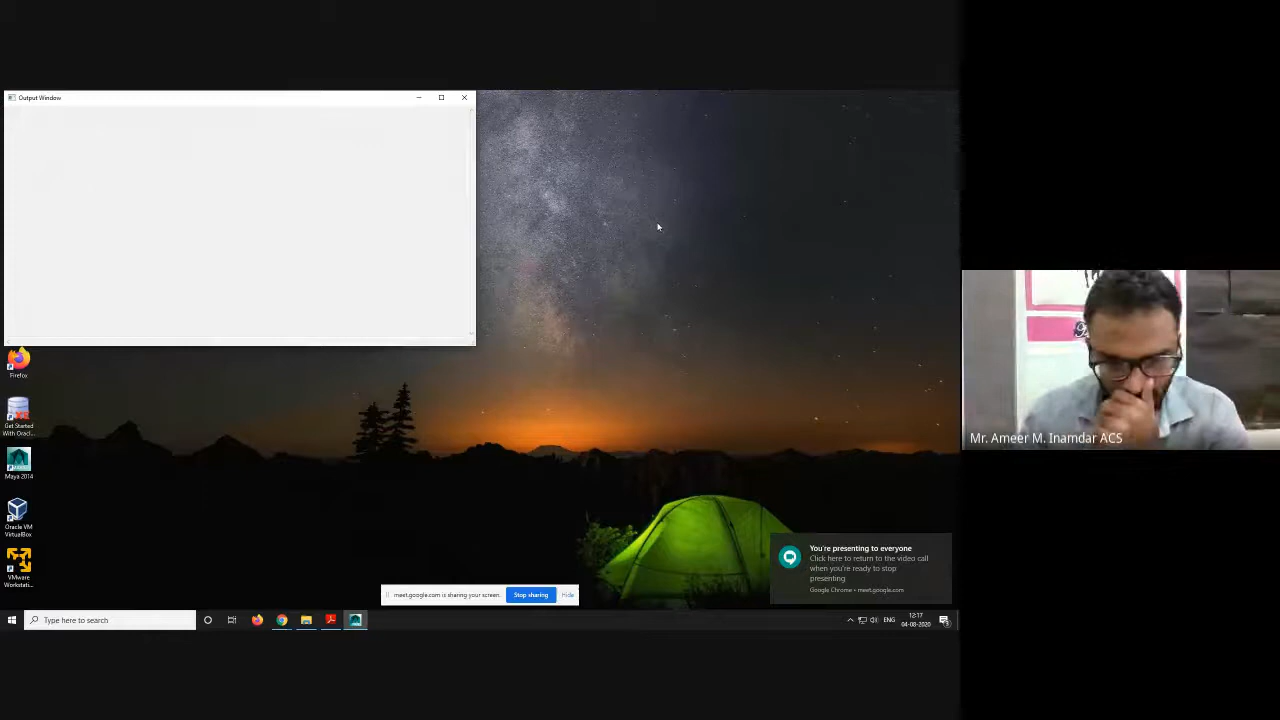 Output Window
Firefox
Get Started
With Oracl...
Maya 2014
Oracle VM
VirtualBox
VMware
Workstati...
You're presenting to everyone
Click here to return to the video call
when you're ready to stop
presenting
Google Chrome • meet.google.com
meet.google.com is sharing your screen.
Stop sharing
Hide
Type here to search
ENG
12:17
04-08-2020
Mr. Ameer M. Inamdar ACS